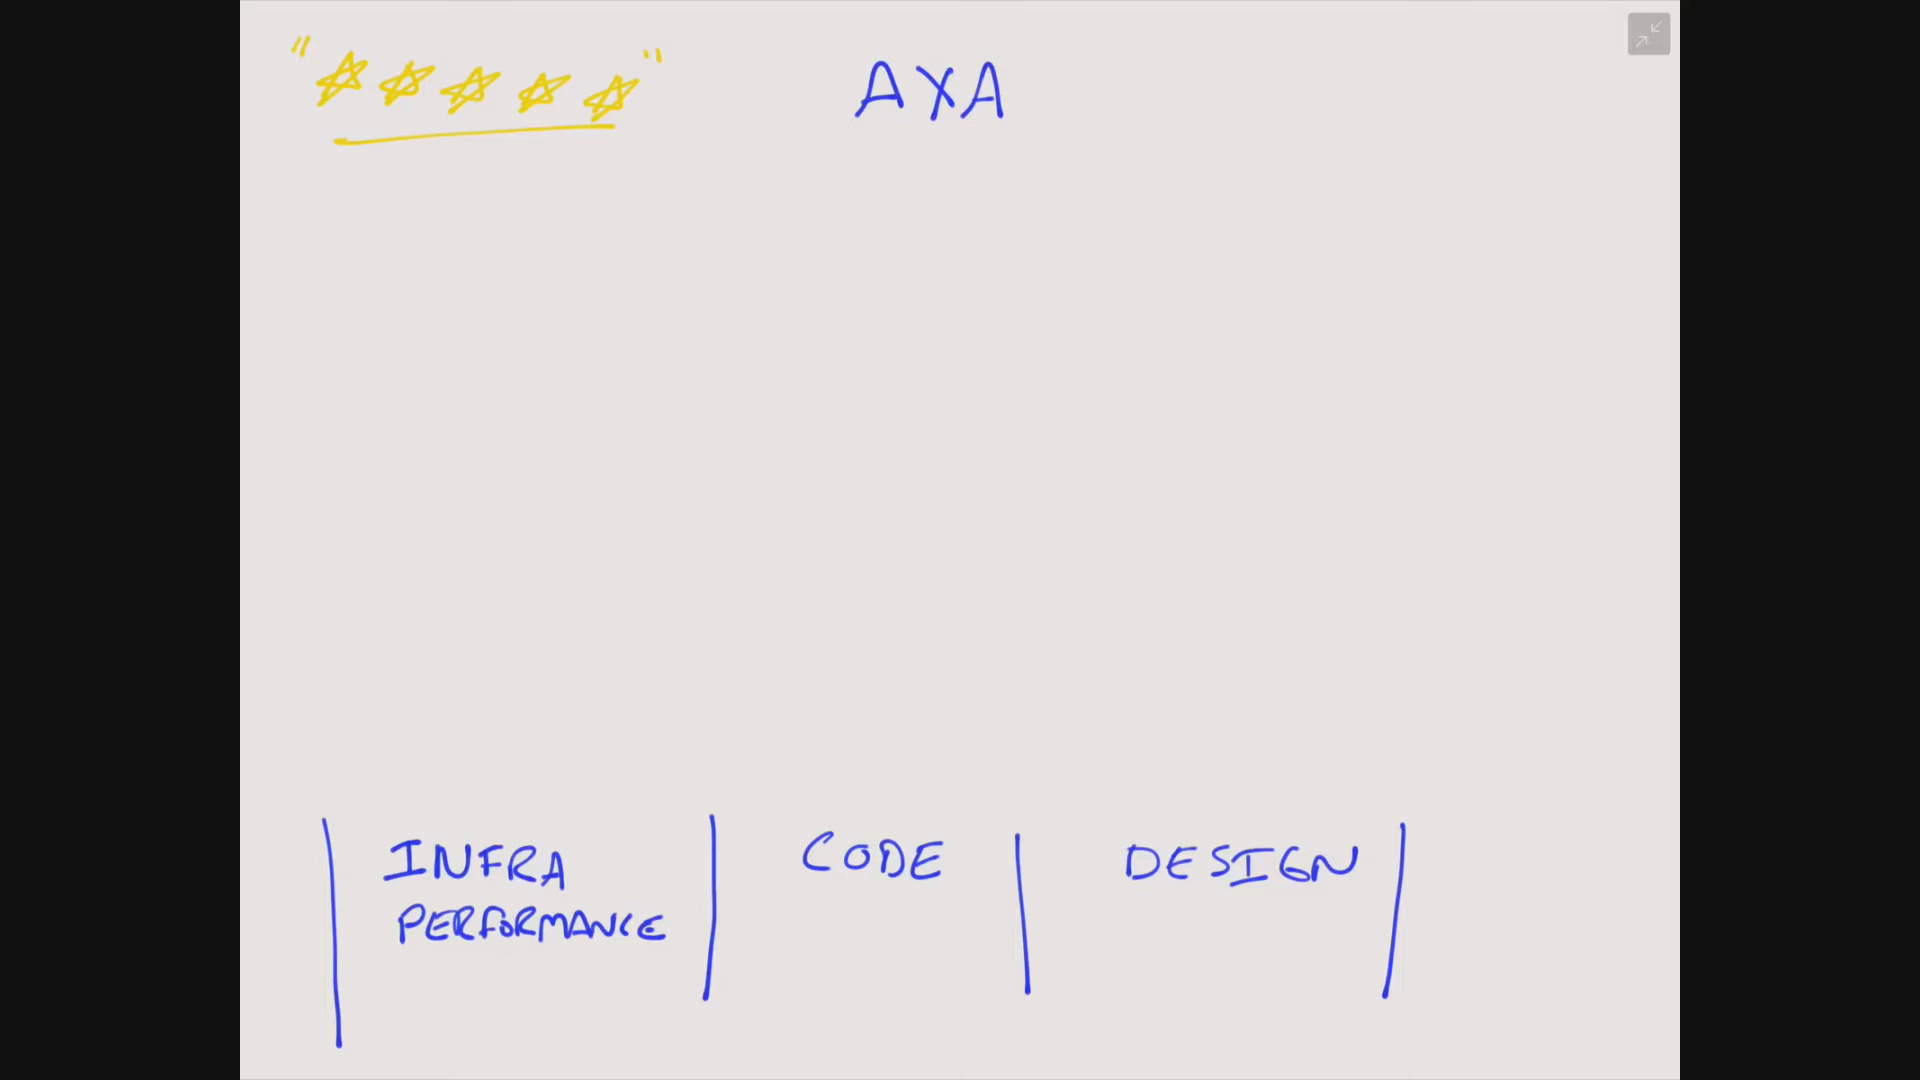 " "
AXA
INFRA
PERFORMANCE
CODE
DESIGN